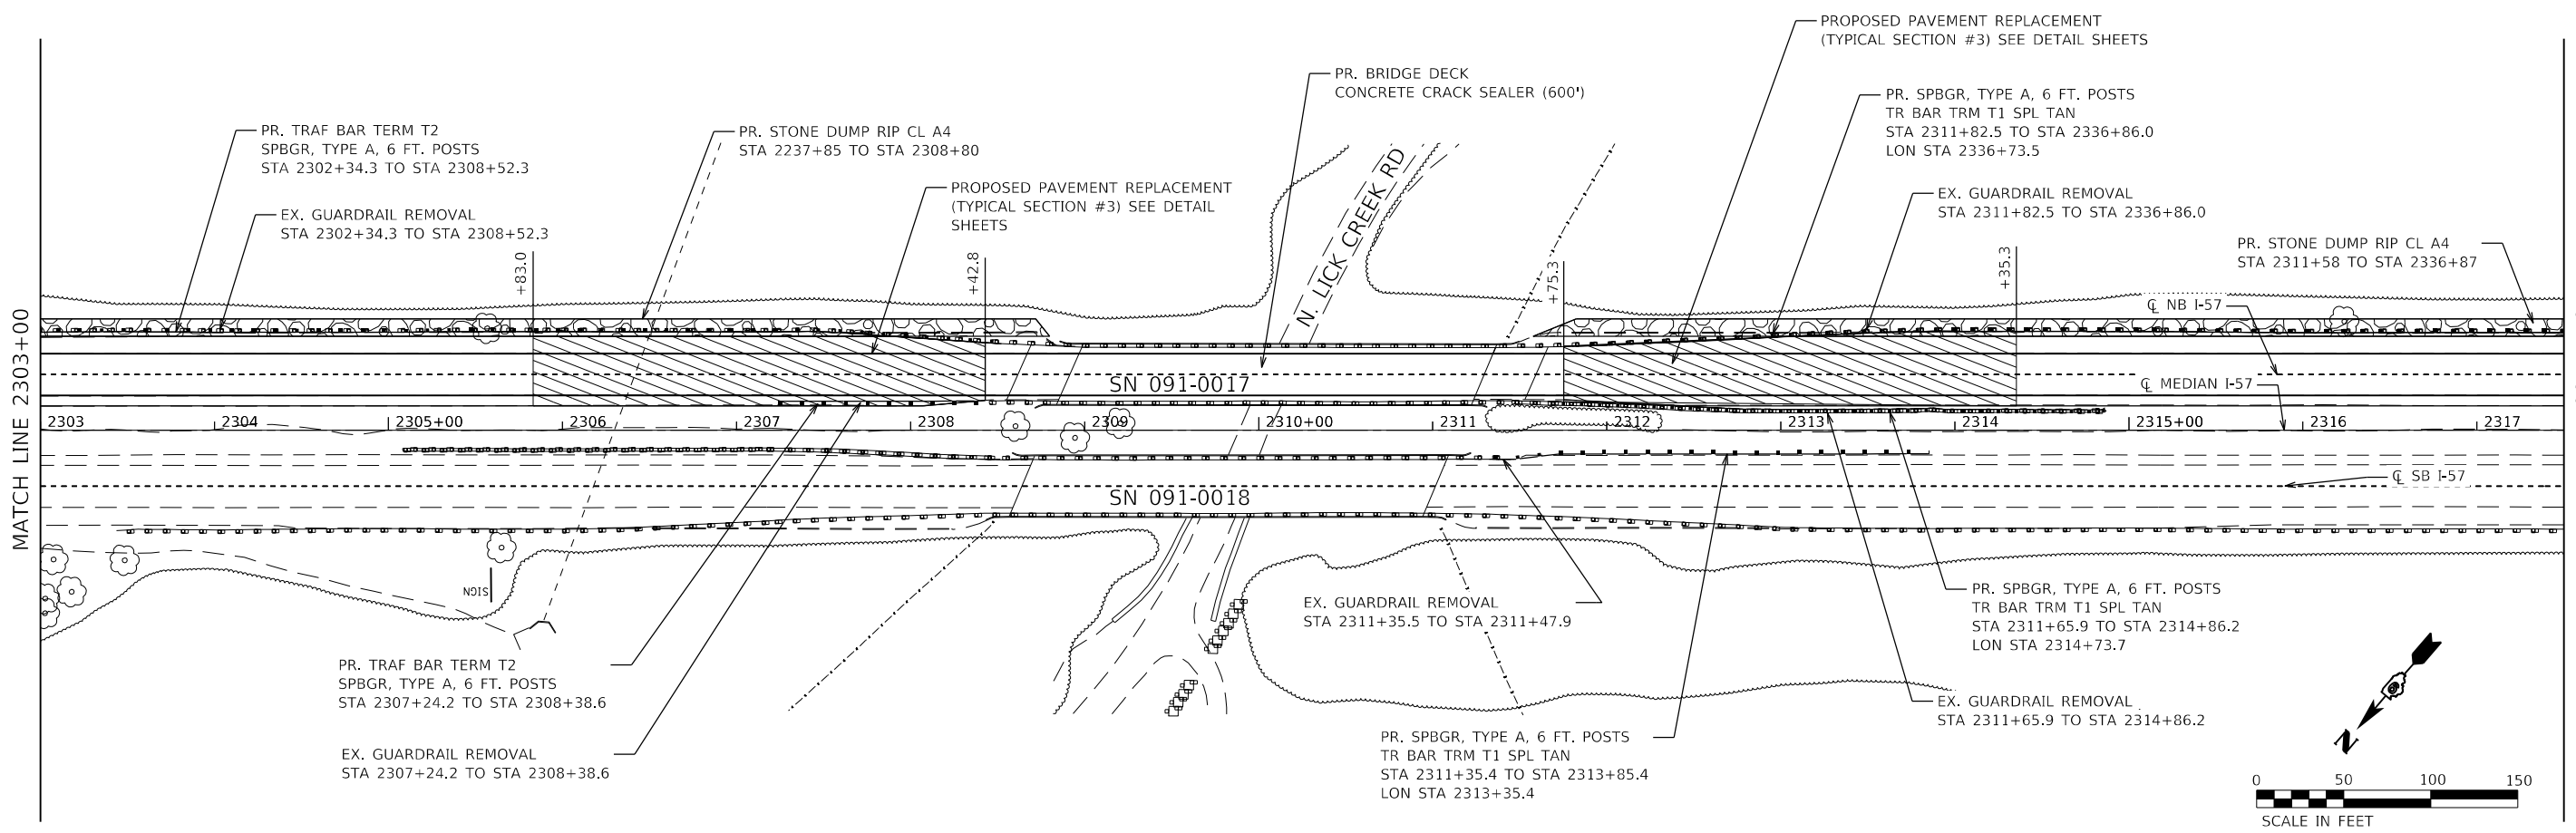 PROPOSED PAVEMENT REPLACEMENT
(TYPICAL SECTION #3) SEE DETAIL SHEETS
PR. BRIDGE DECK
CONCRETE CRACK SEALER (600')
PR. SPBGR, TYPE A, 6 FT. POSTS
TR BAR TRM T1 SPL TAN
STA 2311+82.5 TO STA 2336+86.0
LON STA 2336+73.5
PR. TRAF BAR TERM T2
SPBGR, TYPE A, 6 FT. POSTS
STA 2302+34.3 TO STA 2308+52.3
PR. STONE DUMP RIP CL A4
STA 2237+85 TO STA 2308+80
EX. GUARDRAIL REMOVAL
STA 2302+34.3 TO STA 2308+52.3
PROPOSED PAVEMENT REPLACEMENT
(TYPICAL SECTION #3) SEE DETAIL
SHEETS
N. LICK CREEK RD
EX. GUARDRAIL REMOVAL
STA 2311+82.5 TO STA 2336+86.0
PR. STONE DUMP RIP CL A4
STA 2311+58 TO STA 2336+87
+83.0
+42.8
+75.3
+35.3
℄ NB I-57
MATCH LINE 2303+00
SN 091-0017
℄ MEDIAN I-57
2303
2304
2305+00
2306
2307
2308
2309
2310+00
2311
2312
2313
2314
2315+00
2316
2317
℄ SB I-57
SN 091-0018
SIGN
EX. GUARDRAIL REMOVAL
STA 2311+35.5 TO STA 2311+47.9
PR. SPBGR, TYPE A, 6 FT. POSTS
TR BAR TRM T1 SPL TAN
STA 2311+65.9 TO STA 2314+86.2
LON STA 2314+73.7
PR. TRAF BAR TERM T2
SPBGR, TYPE A, 6 FT. POSTS
STA 2307+24.2 TO STA 2308+38.6
EX. GUARDRAIL REMOVAL
STA 2311+65.9 TO STA 2314+86.2
EX. GUARDRAIL REMOVAL
STA 2307+24.2 TO STA 2308+38.6
PR. SPBGR, TYPE A, 6 FT. POSTS
TR BAR TRM T1 SPL TAN
STA 2311+35.4 TO STA 2313+85.4
LON STA 2313+35.4
N
0 50 100 150
SCALE IN FEET